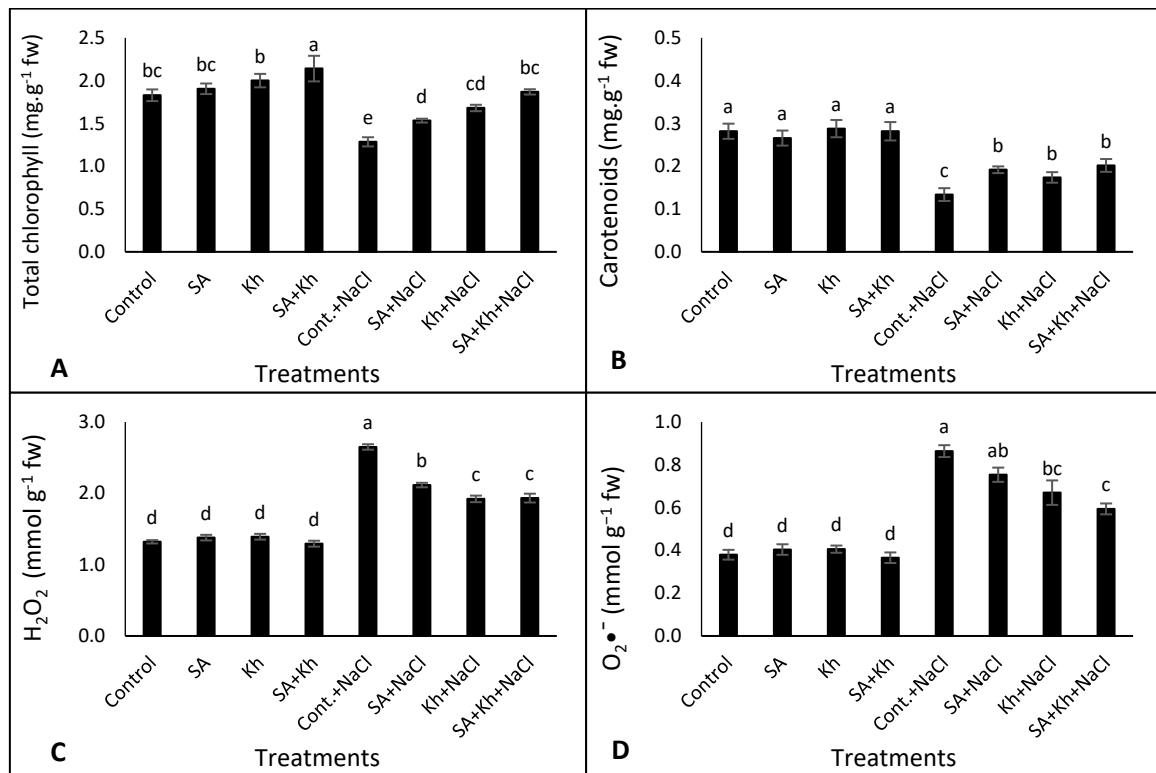 Total chlorophyll (mg.g⁻¹ fw)
2.5
2.0
1.5
1.0
0.5
0.0
bc bc b a e d cd bc
Control SA Kh SA+Kh Cont.+NaCl SA+NaCl Kh+NaCl SA+Kh+NaCl
Treatments
A
Carotenoids (mg.g⁻¹ fw)
0.5
0.4
0.3
0.2
0.1
0.0
a a a a c b b b
Control SA Kh SA+Kh Cont.+NaCl SA+NaCl Kh+NaCl SA+Kh+NaCl
Treatments
B
H₂O₂ (mmol g⁻¹ fw)
3.0
2.0
1.0
0.0
d d d d a b c c
Control SA Kh SA+Kh Cont.+NaCl SA+NaCl Kh+NaCl SA+Kh+NaCl
Treatments
C
O₂•⁻ (mmol g⁻¹ fw)
1.0
0.8
0.6
0.4
0.2
0.0
d d d d a ab bc c
Control SA Kh SA+Kh Cont.+NaCl SA+NaCl Kh+NaCl SA+Kh+NaCl
Treatments
D